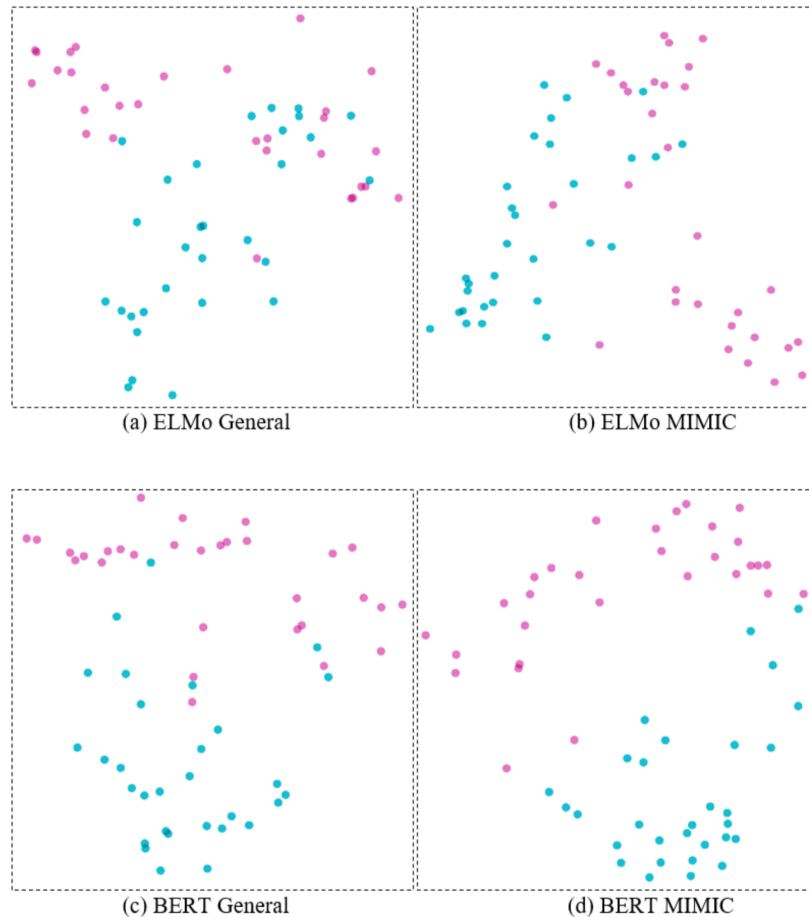 (a) ELMo General
(b) ELMo MIMIC
(c) BERT General
(d) BERT MIMIC